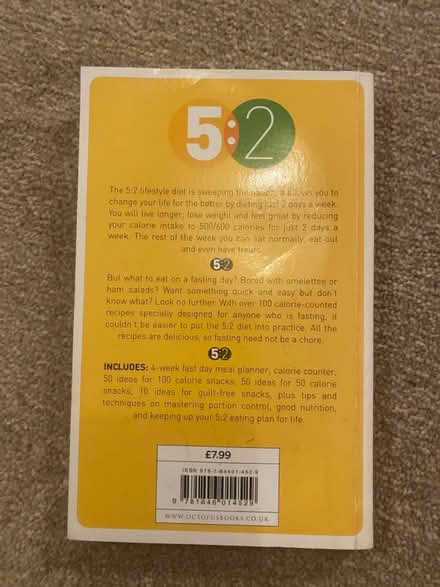 5:2
The 5:2 lifestyle diet is sweeping the nation. It allows you to
change your life for the better by dieting just 2 days a week.
You will live longer, lose weight and feel great by reducing
your calorie intake to 500/600 calories for just 2 days a
week. The rest of the week you can eat normally, eat out
and even have treats.
5:2
But what to eat on a fasting day? Bored with omelettes or
ham salads? Want something quick and easy but don't
know what? Look no further. With over 100 calorie-counted
recipes specially designed for anyone who is fasting, it
couldn't be easier to put the 5:2 diet into practice. All the
recipes are delicious, so fasting need not be a chore.
5:2
INCLUDES: 4-week fast day meal planner, calorie counter,
50 ideas for 100 calorie snacks, 50 ideas for 50 calorie
snacks, 10 ideas for guilt-free snacks, plus tips and
techniques on mastering portion control, good nutrition,
and keeping up your 5:2 eating plan for life.
£7.99
ISBN 978-1-84601-452-9
9 781846 014529
WWW.OCTOPUSBOOKS.CO.UK